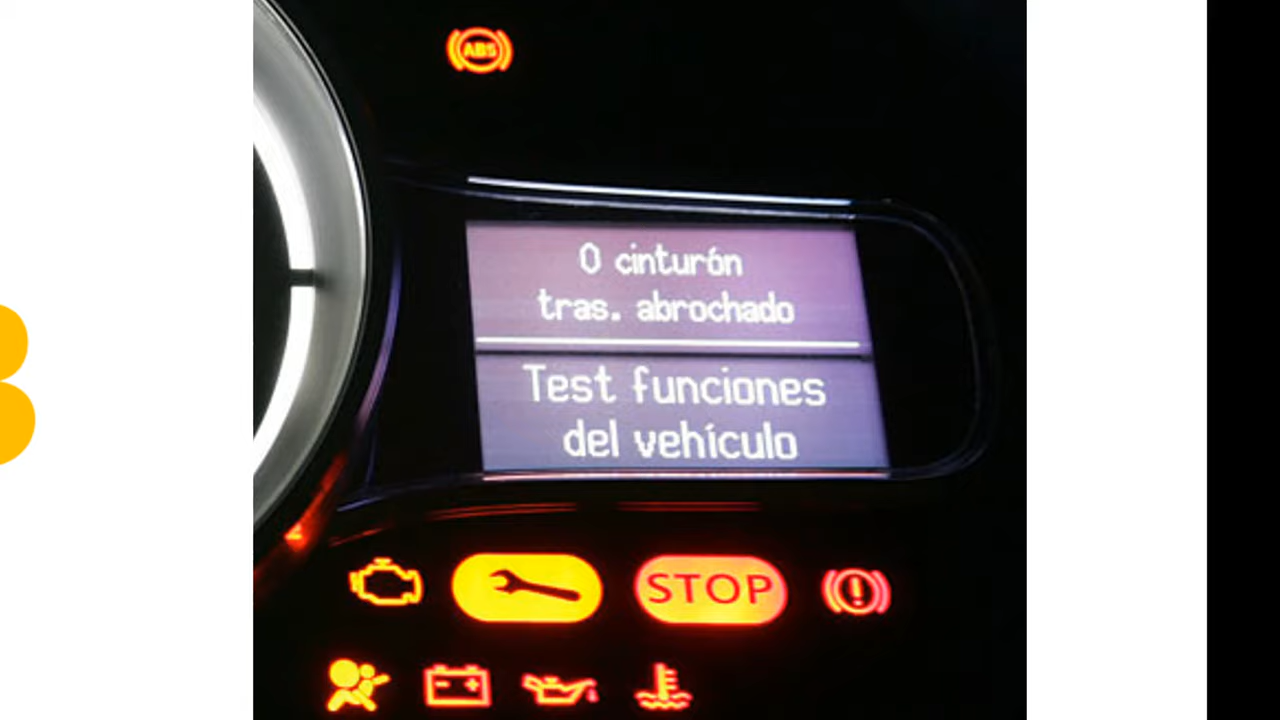 ABS
0 cinturón
tras. abrochado
Test funciones
del vehículo
STOP